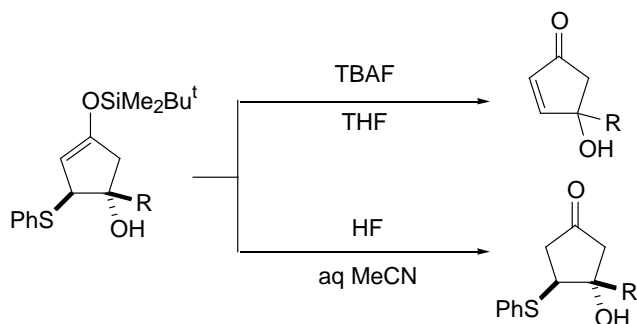 O
OSiMe2Buᵗ
TBAF
THF
R
OH
PhS
R
OH
HF
aq MeCN
O
PhS
R
OH